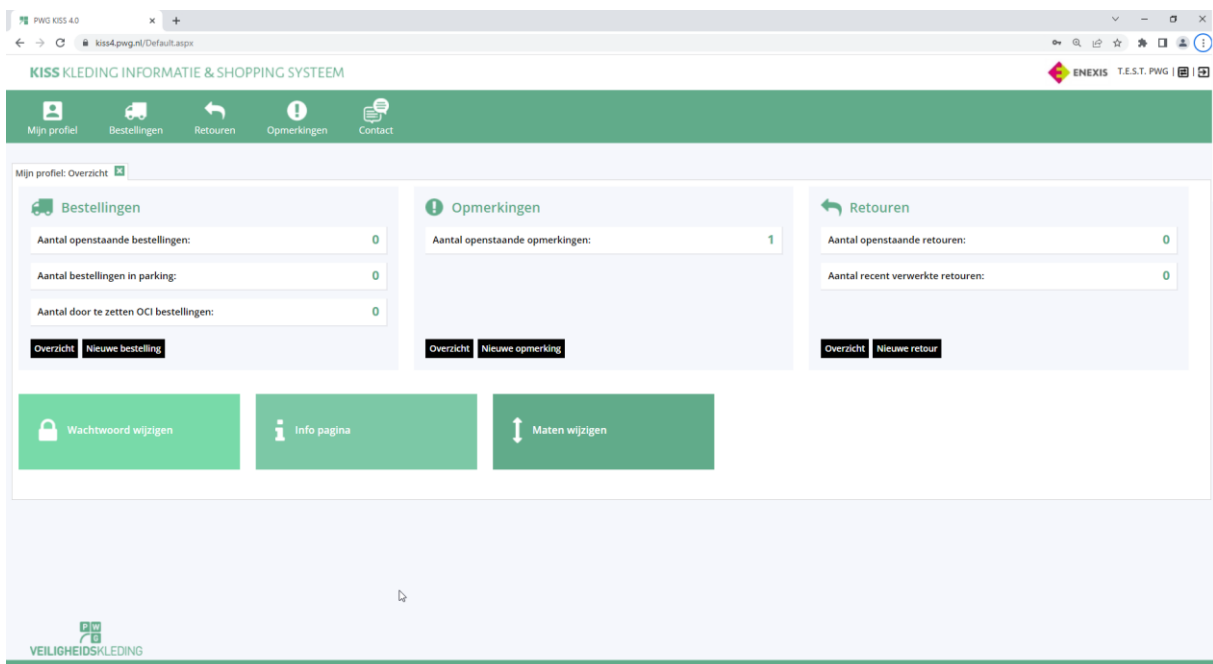 PWG KISS 4.0
kiss4.pwg.nl/Default.aspx
KISS KLEDING INFORMATIE & SHOPPING SYSTEEM
ENEXIS T.E.S.T. PWG | |
Mijn profiel Bestellingen Retouren Opmerkingen Contact
Mijn profiel: Overzicht
Bestellingen
Aantal openstaande bestellingen: 0
Aantal bestellingen in parking: 0
Aantal door te zetten OCI bestellingen: 0
Overzicht Nieuwe bestelling
Opmerkingen
Aantal openstaande opmerkingen: 1
Overzicht Nieuwe opmerking
Retouren
Aantal openstaande retouren: 0
Aantal recent verwerkte retouren: 0
Overzicht Nieuwe retour
Wachtwoord wijzigen
Info pagina
Maten wijzigen
P W
G
VEILIGHEIDSKLEDING